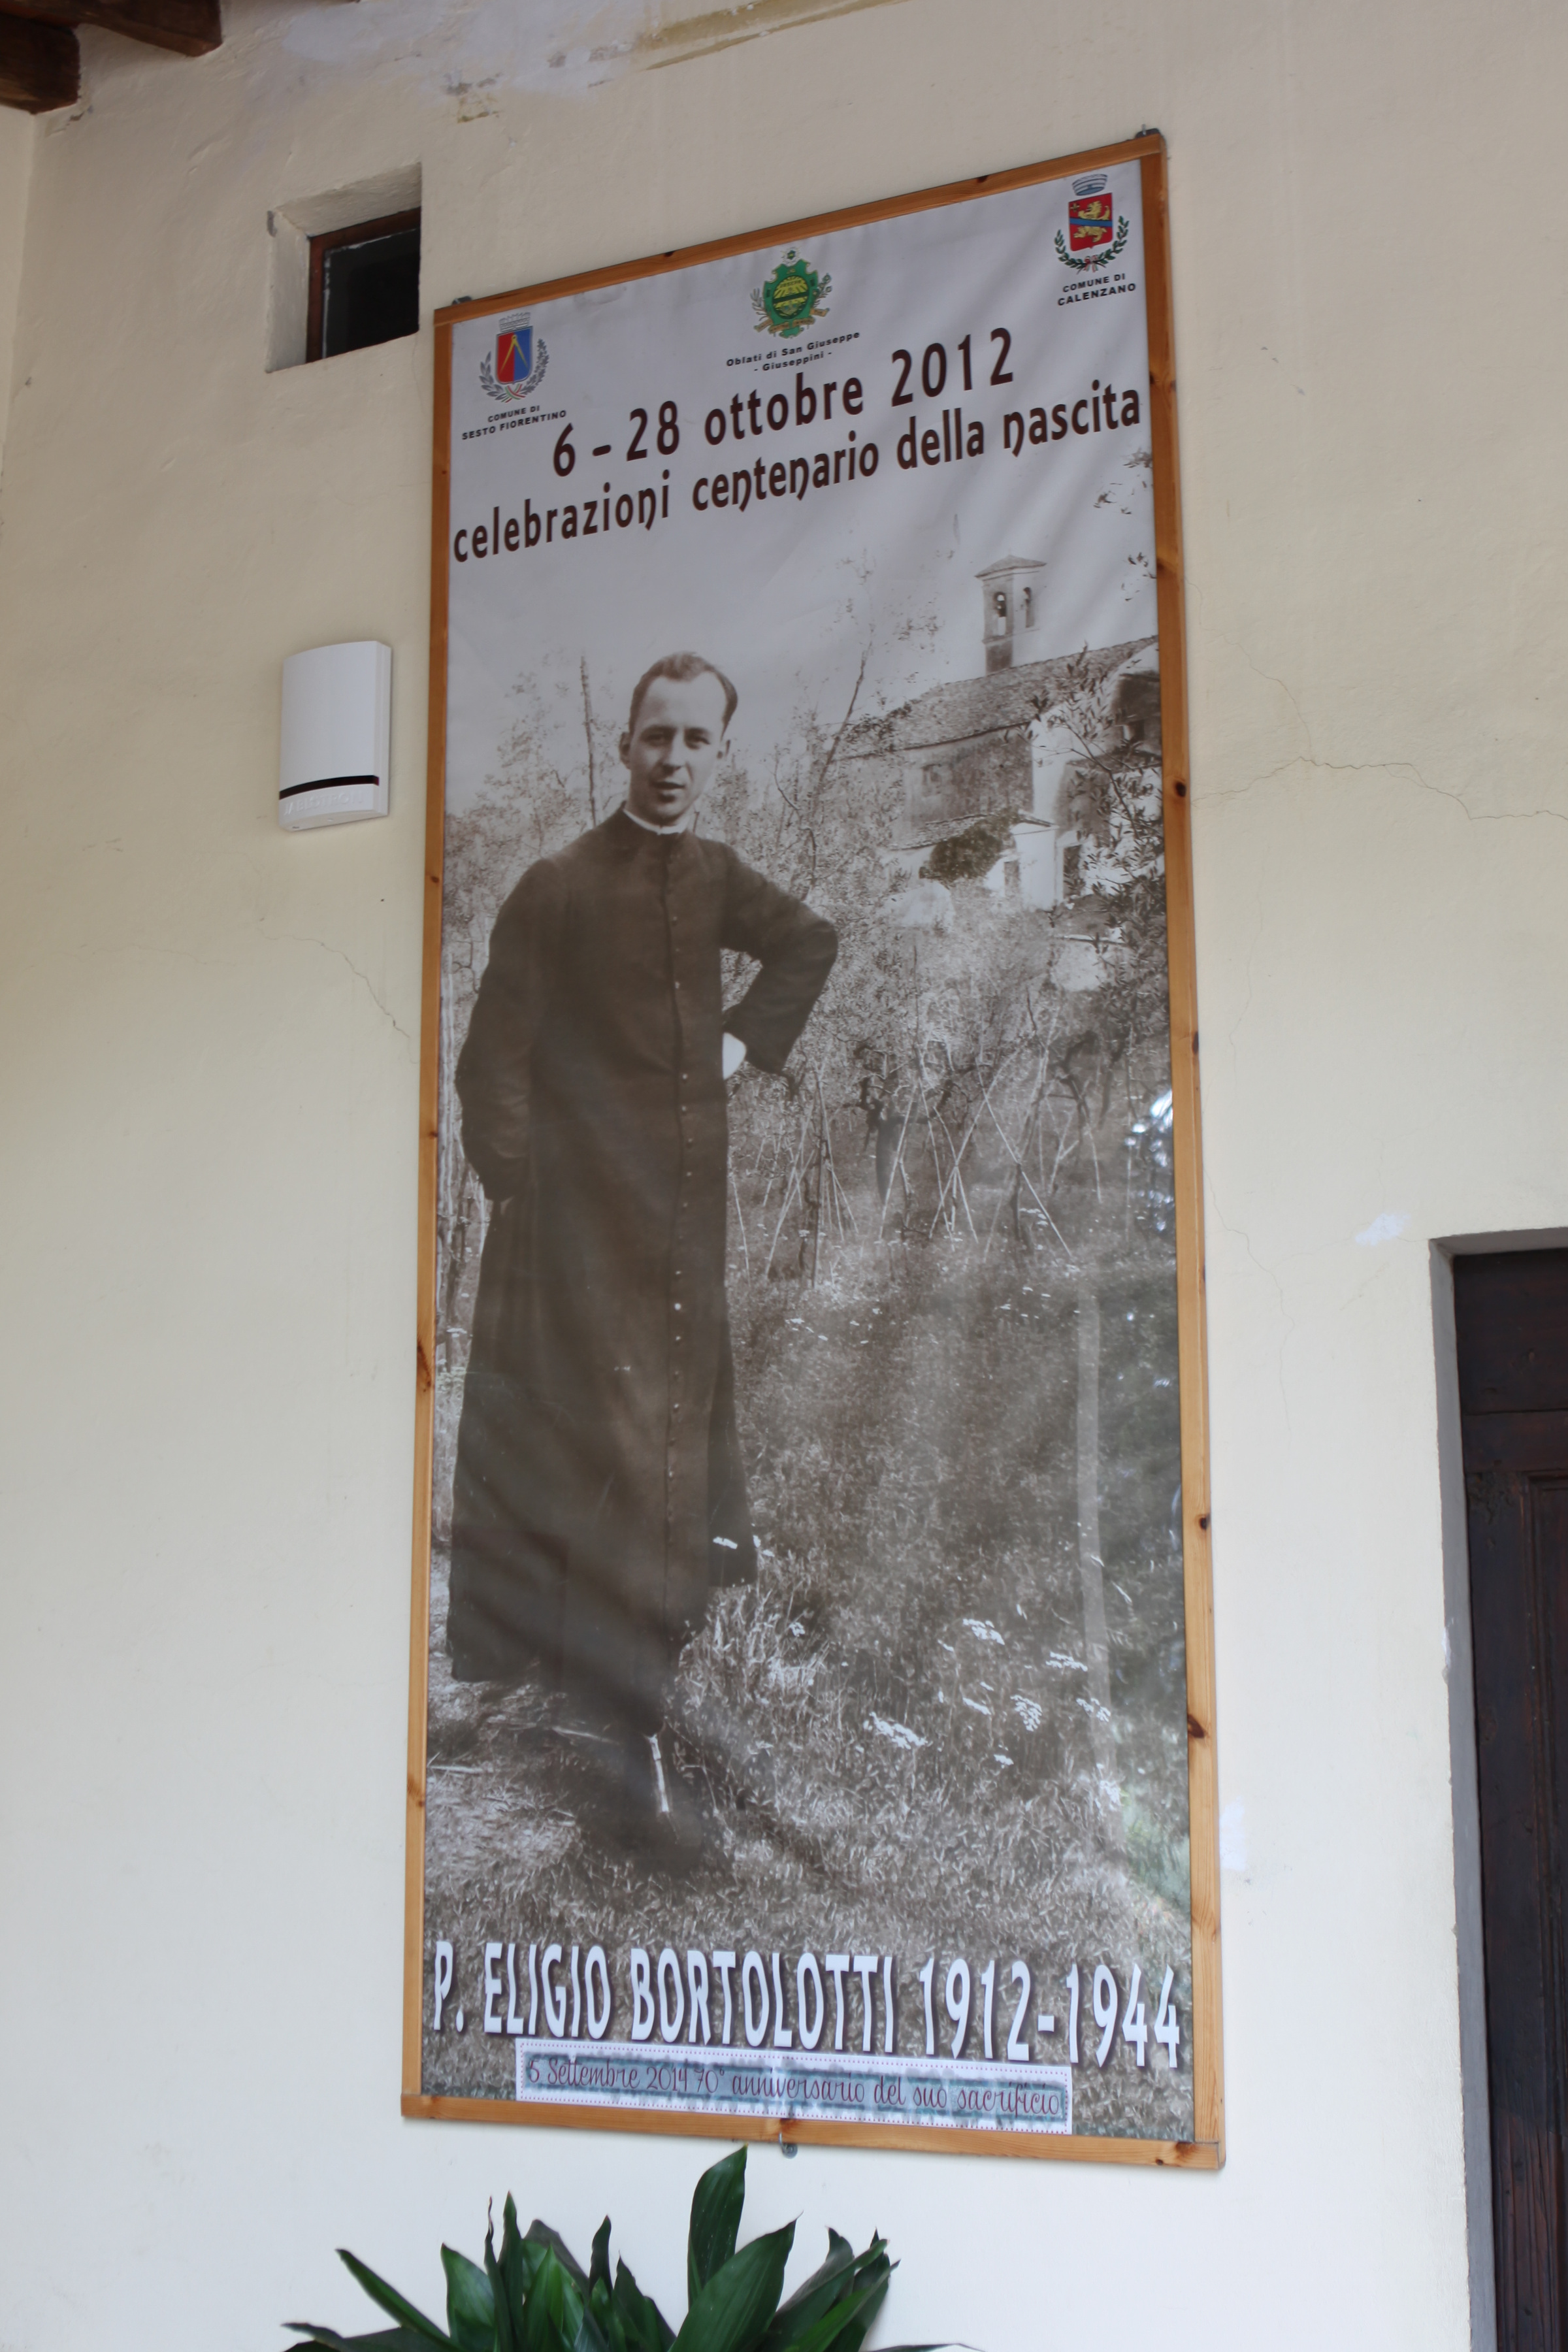 COMUNE DI
SESTO FIORENTINO
Oblati di San Giuseppe
- Giuseppini -
COMUNE DI
CALENZANO
6 - 28 ottobre 2012
celebrazioni centenario della nascita
P. ELIGIO BORTOLOTTI 1912-1944
5 Settembre 2014 70° anniversario del suo sacrificio